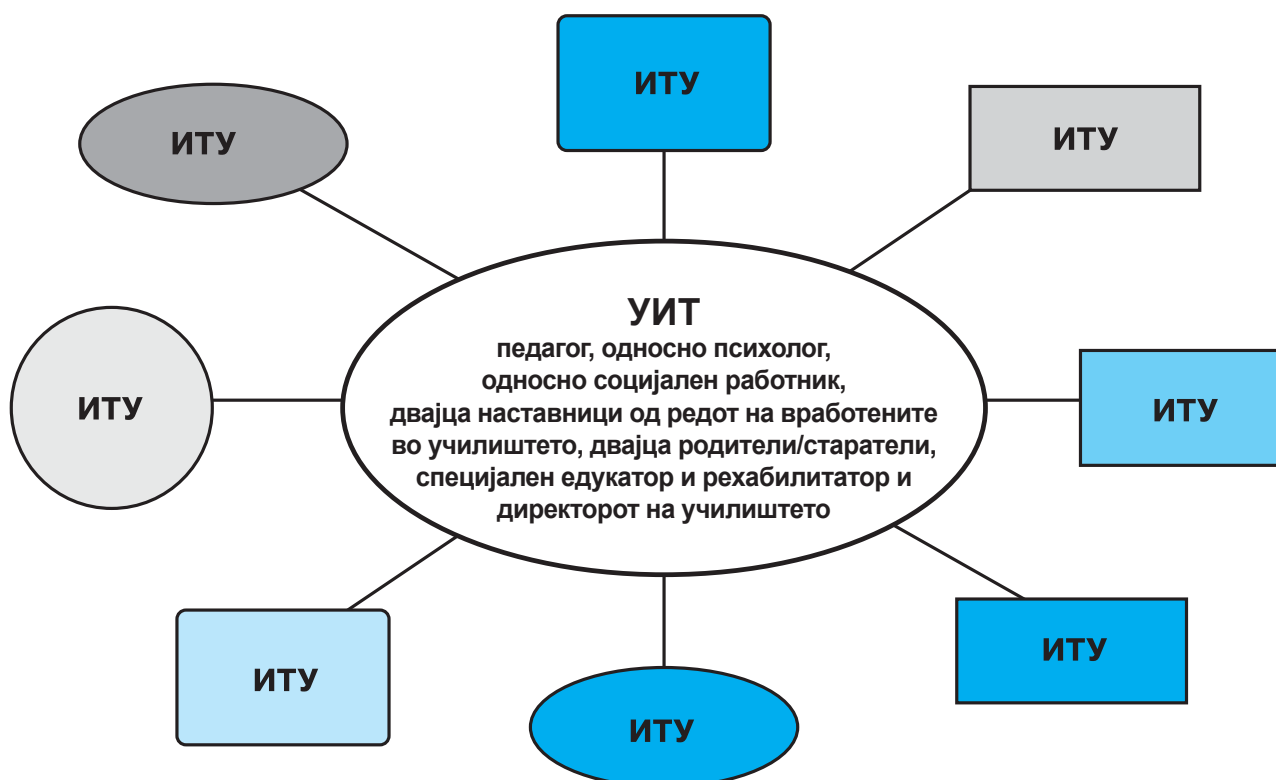 ИТУ
ИТУ
ИТУ
УИТ
педагог, односно психолог,
односно социјален работник,
двајца наставници од редот на вработените
во училиштето, двајца родители/старатели,
специјален едукатор и рехабилитатор и
директорот на училиштето
ИТУ
ИТУ
ИТУ
ИТУ
ИТУ